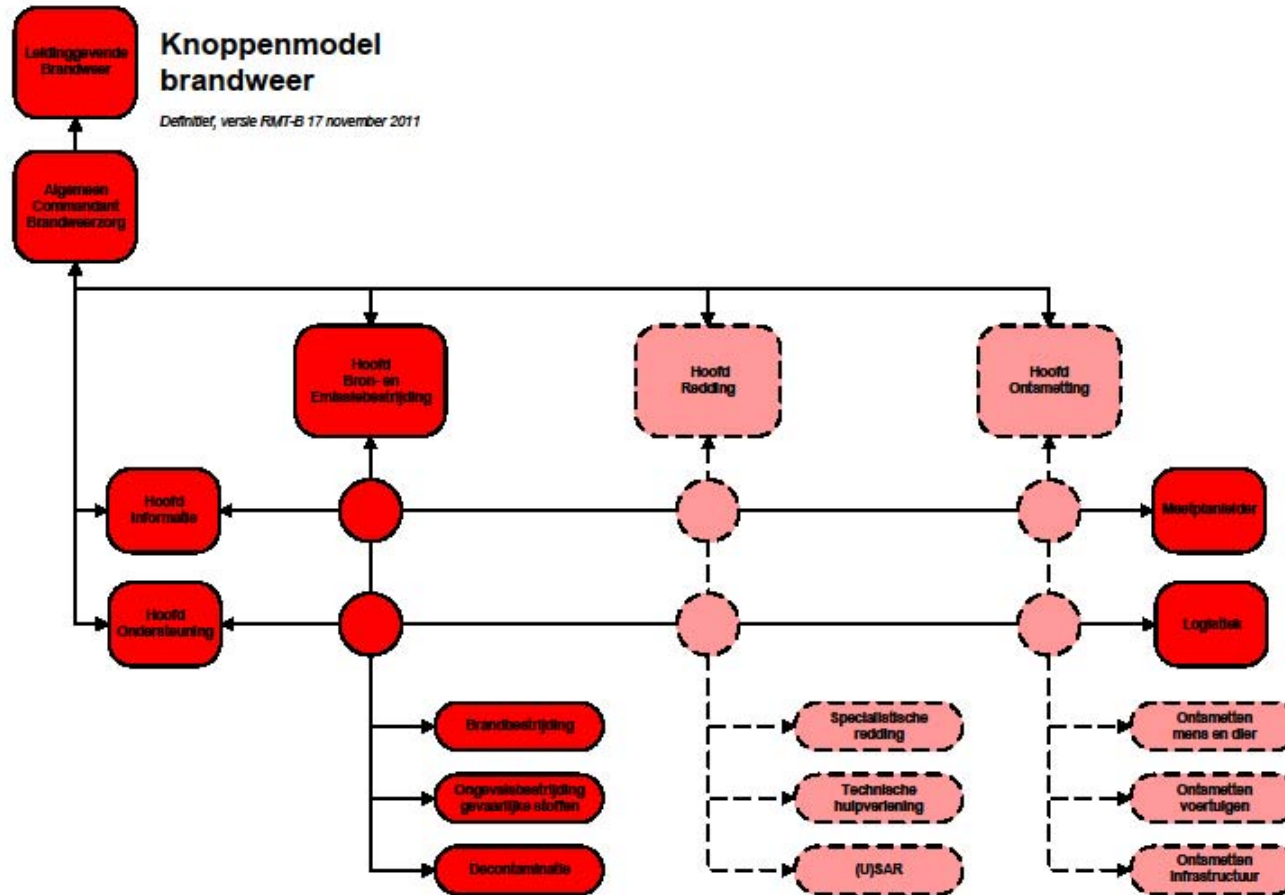 Knoppenmodel
brandweer
Definitief, versie RMT-B 17 november 2011
Leidinggevende
Brandweer
Algemeen
Commandant
Brandweerzorg
Hoofd
Bron- en
Emissiebestrijding
Hoofd
Redding
Hoofd
Ontsmetting
Hoofd
Informatie
Meetplanleider
Hoofd
Ondersteuning
Logistiek
Brandbestrijding
Ongevalsbestrijding
gevaarlijke stoffen
Decontaminatie
Specialistische
redding
Technische
hulpverlening
(U)SAR
Ontsmetten
mens en dier
Ontsmetten
voertuigen
Ontsmetten
Infrastructuur